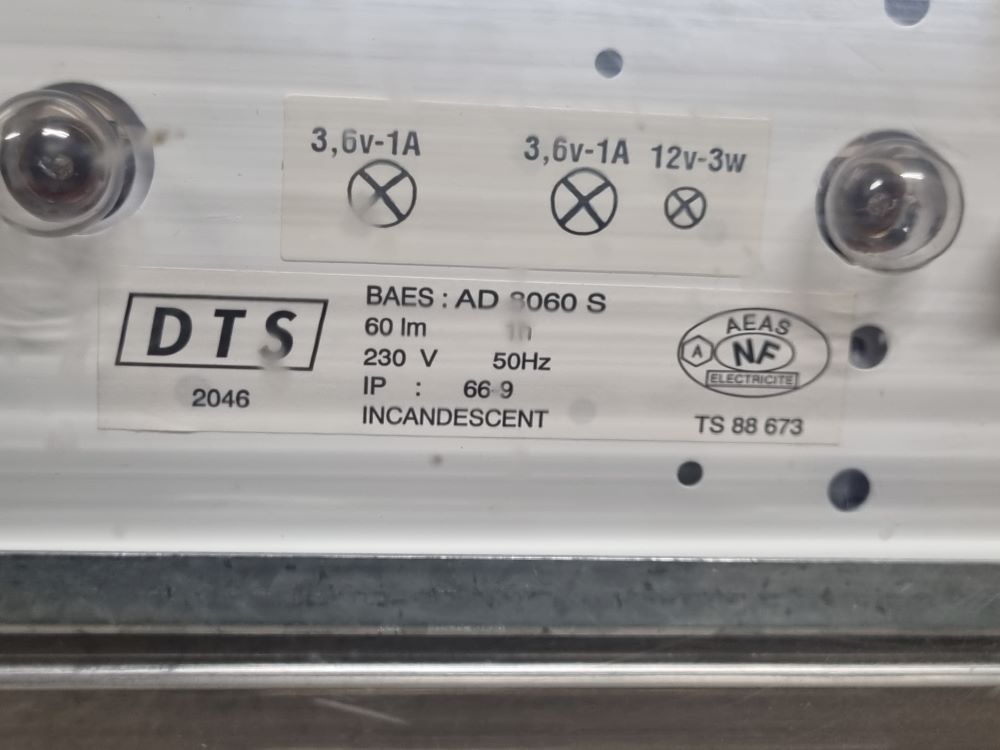 3,6v-1A
3,6v-1A 12v-3w
DTS
2046
BAES : AD 8060 S
60 lm 1h
230 V 50Hz
IP : 66 9
INCANDESCENT
AEAS
A NF
ELECTRICITE
TS 88 673